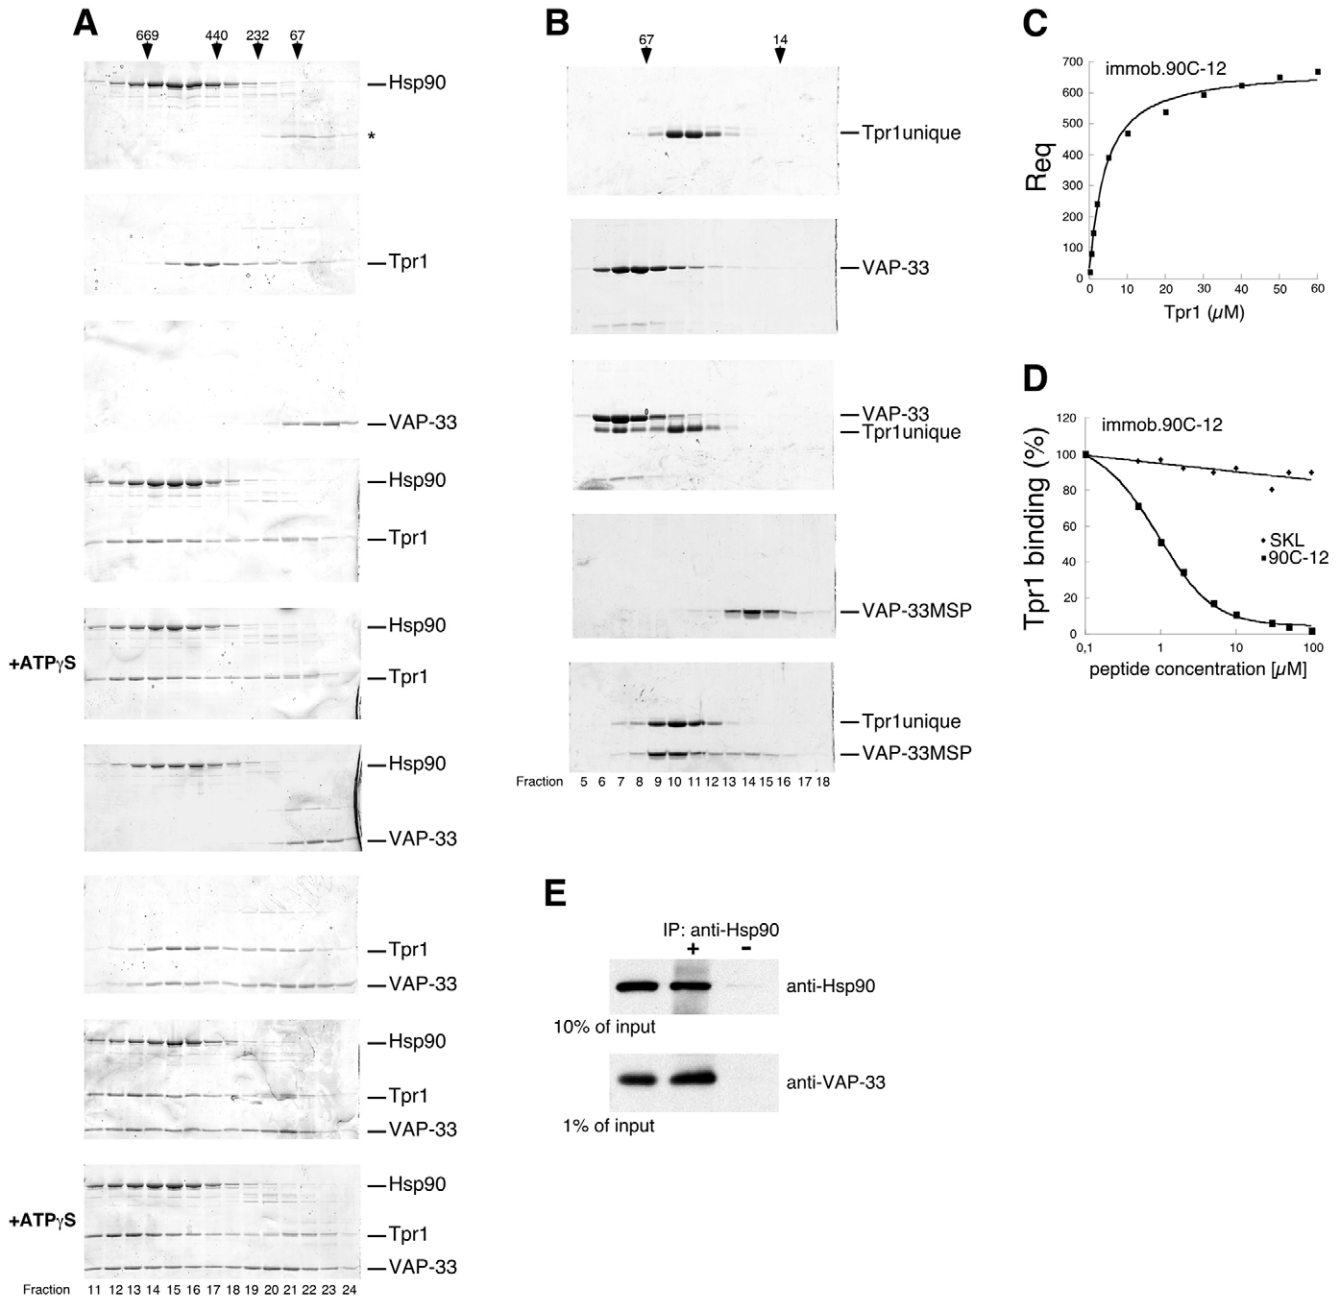 A
669 440 232 67
Hsp90
*
Tpr1
VAP-33
Hsp90
Tpr1
+ATPγS
Hsp90
Tpr1
Hsp90
VAP-33
Tpr1
VAP-33
Hsp90
Tpr1
VAP-33
+ATPγS
Hsp90
Tpr1
VAP-33
Fraction 11 12 13 14 15 16 17 18 19 20 21 22 23 24
B
67 14
Tpr1unique
VAP-33
VAP-33
Tpr1unique
VAP-33MSP
Tpr1unique
VAP-33MSP
Fraction 5 6 7 8 9 10 11 12 13 14 15 16 17 18
C
immob.90C-12
Req
700
600
500
400
300
200
100
0
0 10 20 30 40 50 60
Tpr1 (µM)
D
immob.90C-12
Tpr1 binding (%)
120
100
80
60
40
20
0
SKL
90C-12
0,1 1 10 100
peptide concentration [µM]
E
IP: anti-Hsp90
+ -
anti-Hsp90
10% of input
anti-VAP-33
1% of input